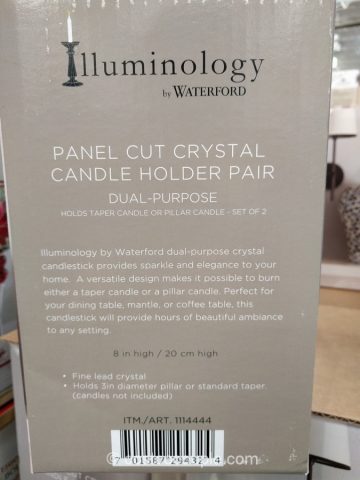 Illuminology
by WATERFORD
PANEL CUT CRYSTAL
CANDLE HOLDER PAIR
DUAL-PURPOSE
HOLDS TAPER CANDLE OR PILLAR CANDLE - SET OF 2
Illuminology by Waterford dual-purpose crystal
candlestick provides sparkle and elegance to your
home. A versatile design makes it possible to burn
either a taper candle or a pillar candle. Perfect for
your dining table, mantle, or coffee table, this
candlestick will provide hours of beautiful ambiance
to any setting.
8 in high / 20 cm high
• Fine lead crystal
• Holds 3in diameter pillar or standard taper.
(candles not included)
ITM./ART. 1114444